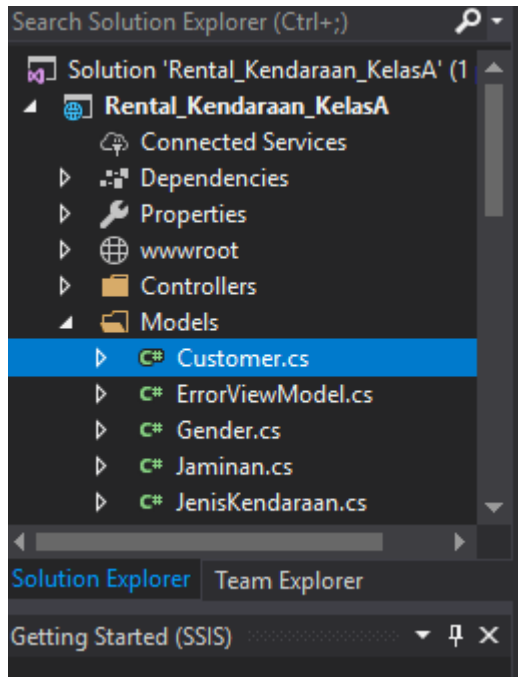 Search Solution Explorer (Ctrl+;)
Solution 'Rental_Kendaraan_KelasA' (1
Rental_Kendaraan_KelasA
Connected Services
Dependencies
Properties
wwwroot
Controllers
Models
C# Customer.cs
C# ErrorViewModel.cs
C# Gender.cs
C# Jaminan.cs
C# JenisKendaraan.cs
Solution Explorer Team Explorer
Getting Started (SSIS)